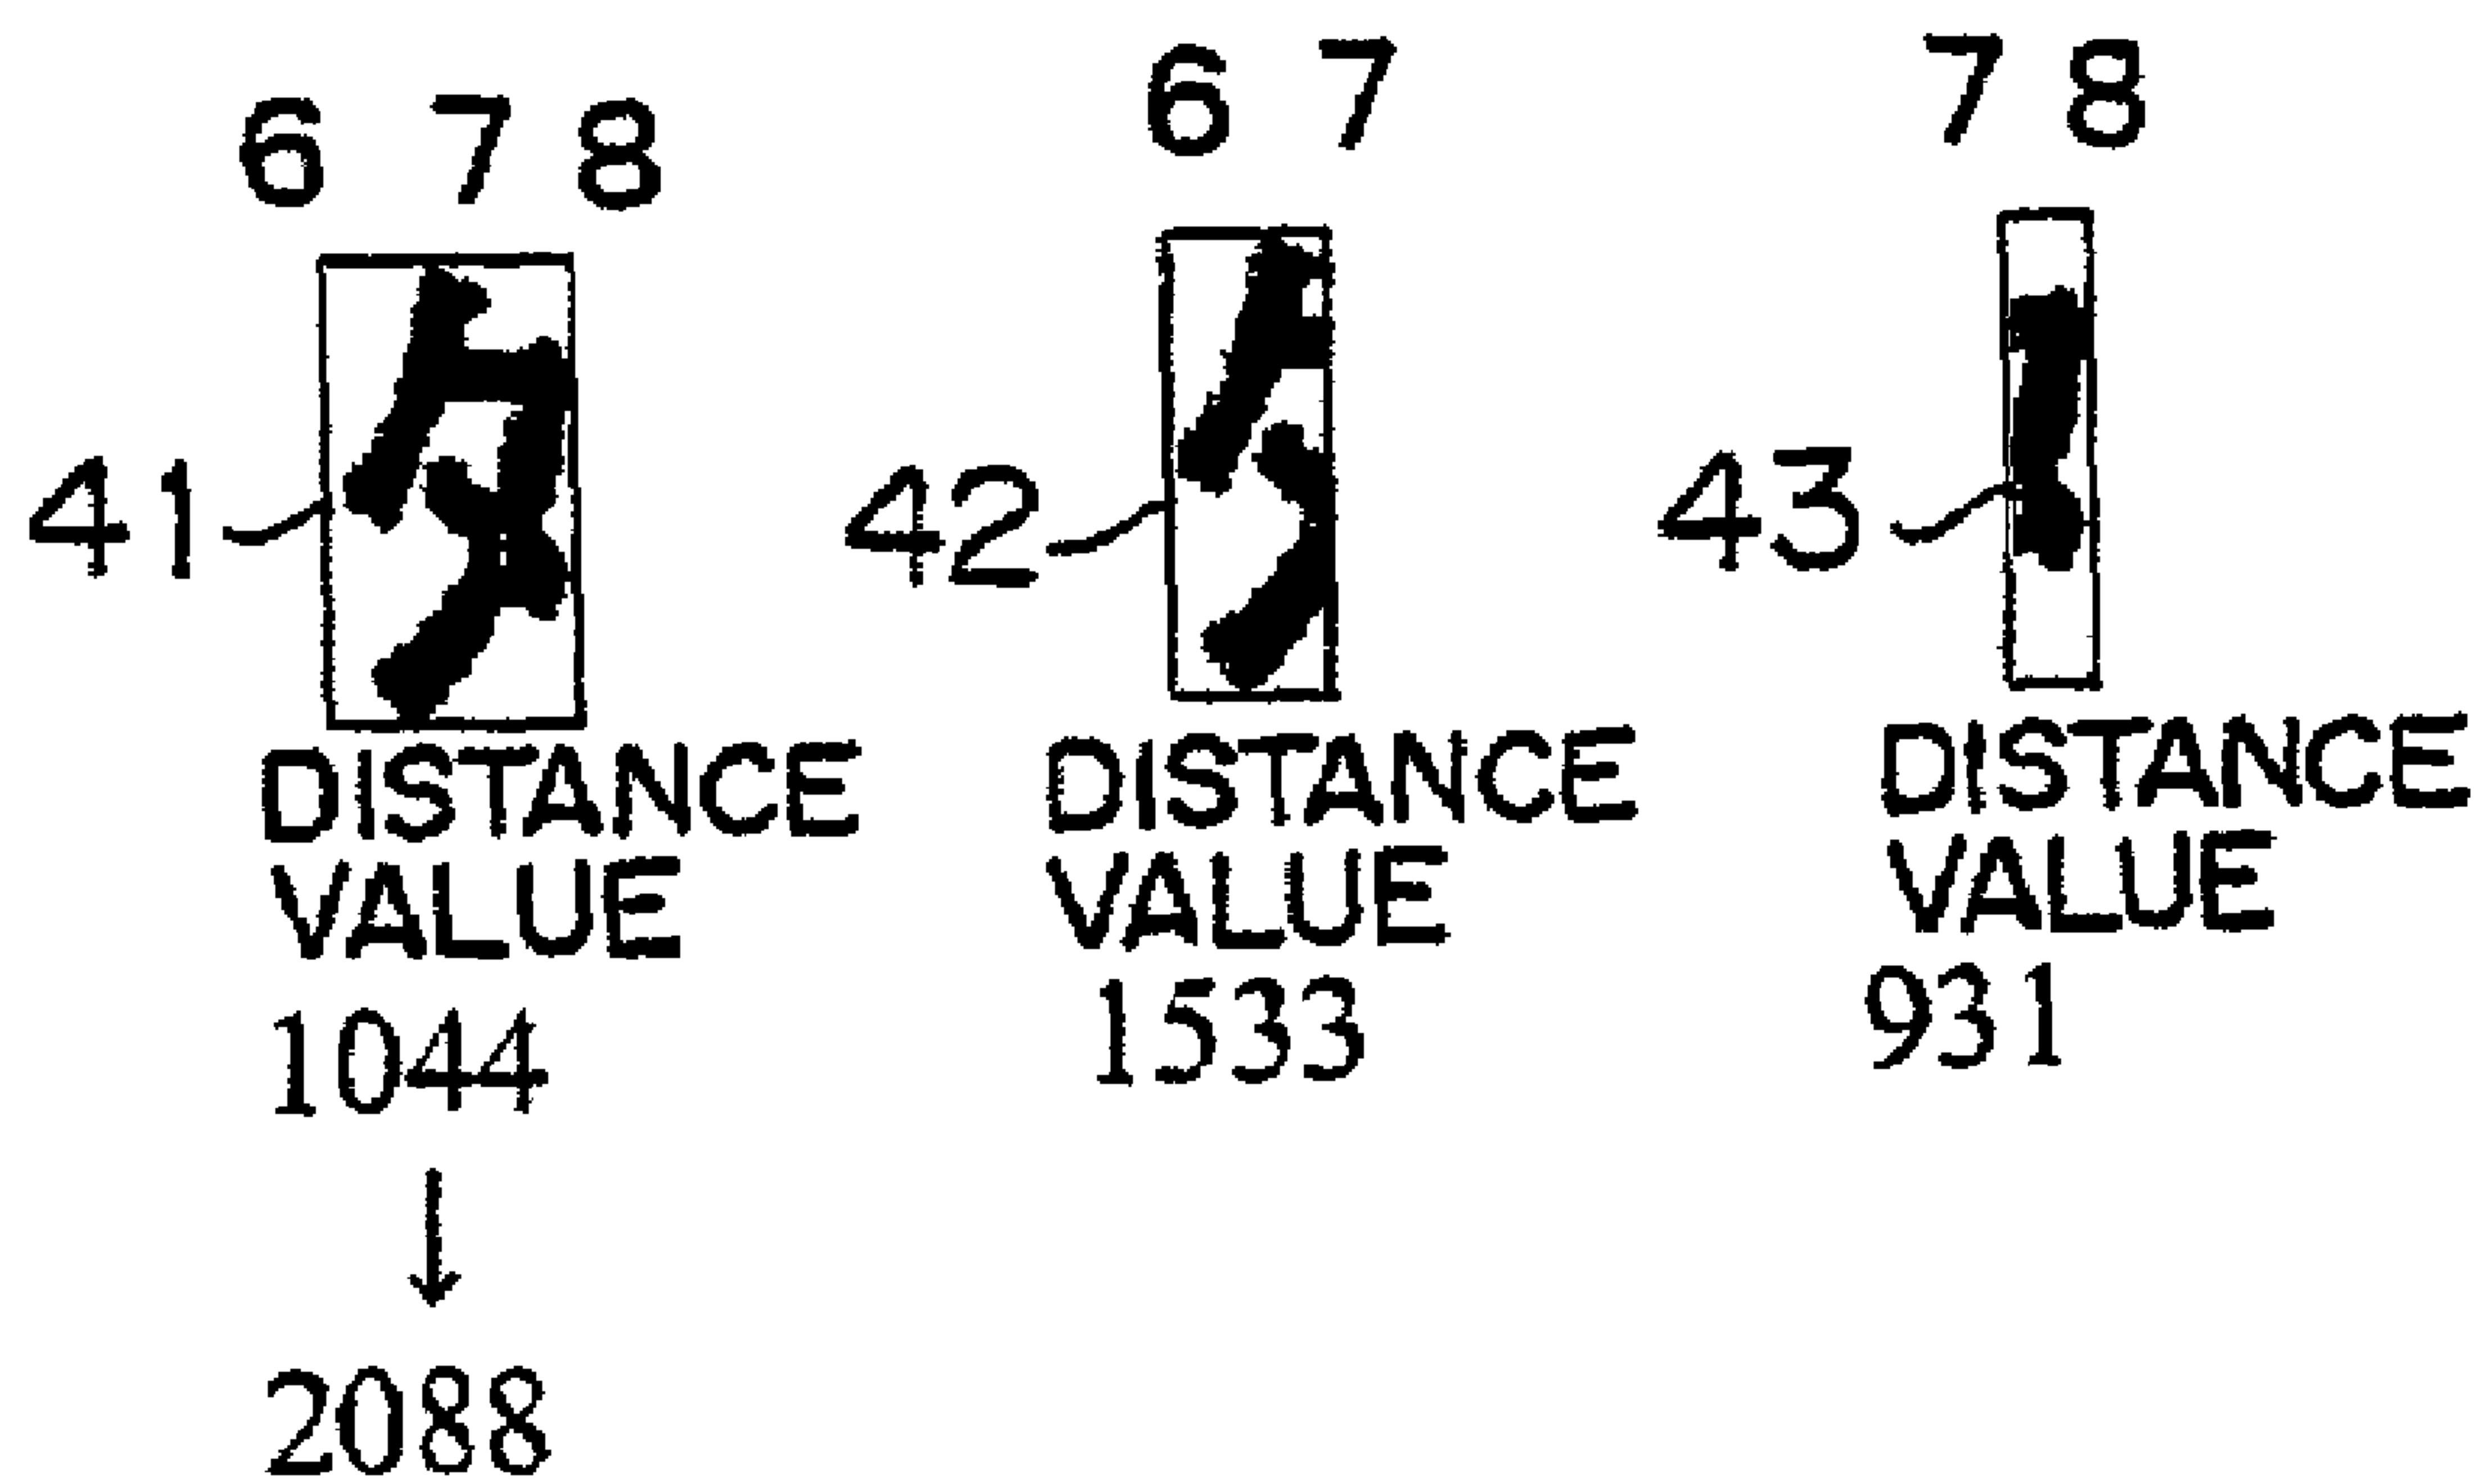 6 7 8
41
DISTANCE
VALUE
1044
↓
2088
6 7
42
DISTANCE
VALUE
1533
7 8
43
DISTANCE
VALUE
931